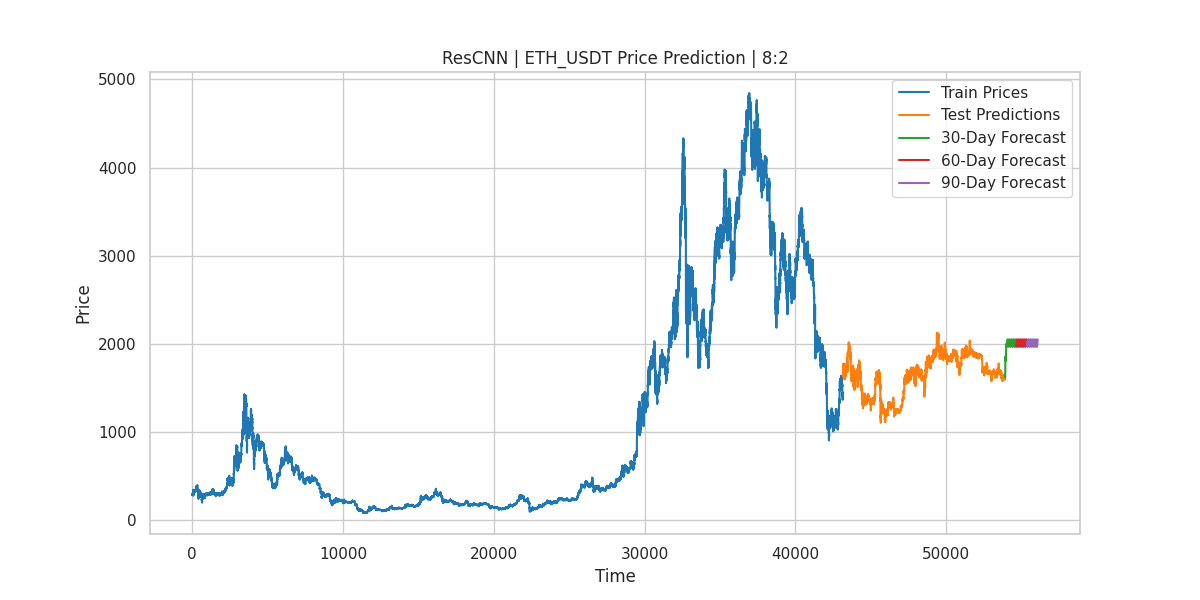 ResCNN | ETH_USDT Price Prediction | 8:2
Train Prices
Test Predictions
30-Day Forecast
60-Day Forecast
90-Day Forecast
Price
5000
4000
3000
2000
1000
0
0 10000 20000 30000 40000 50000
Time